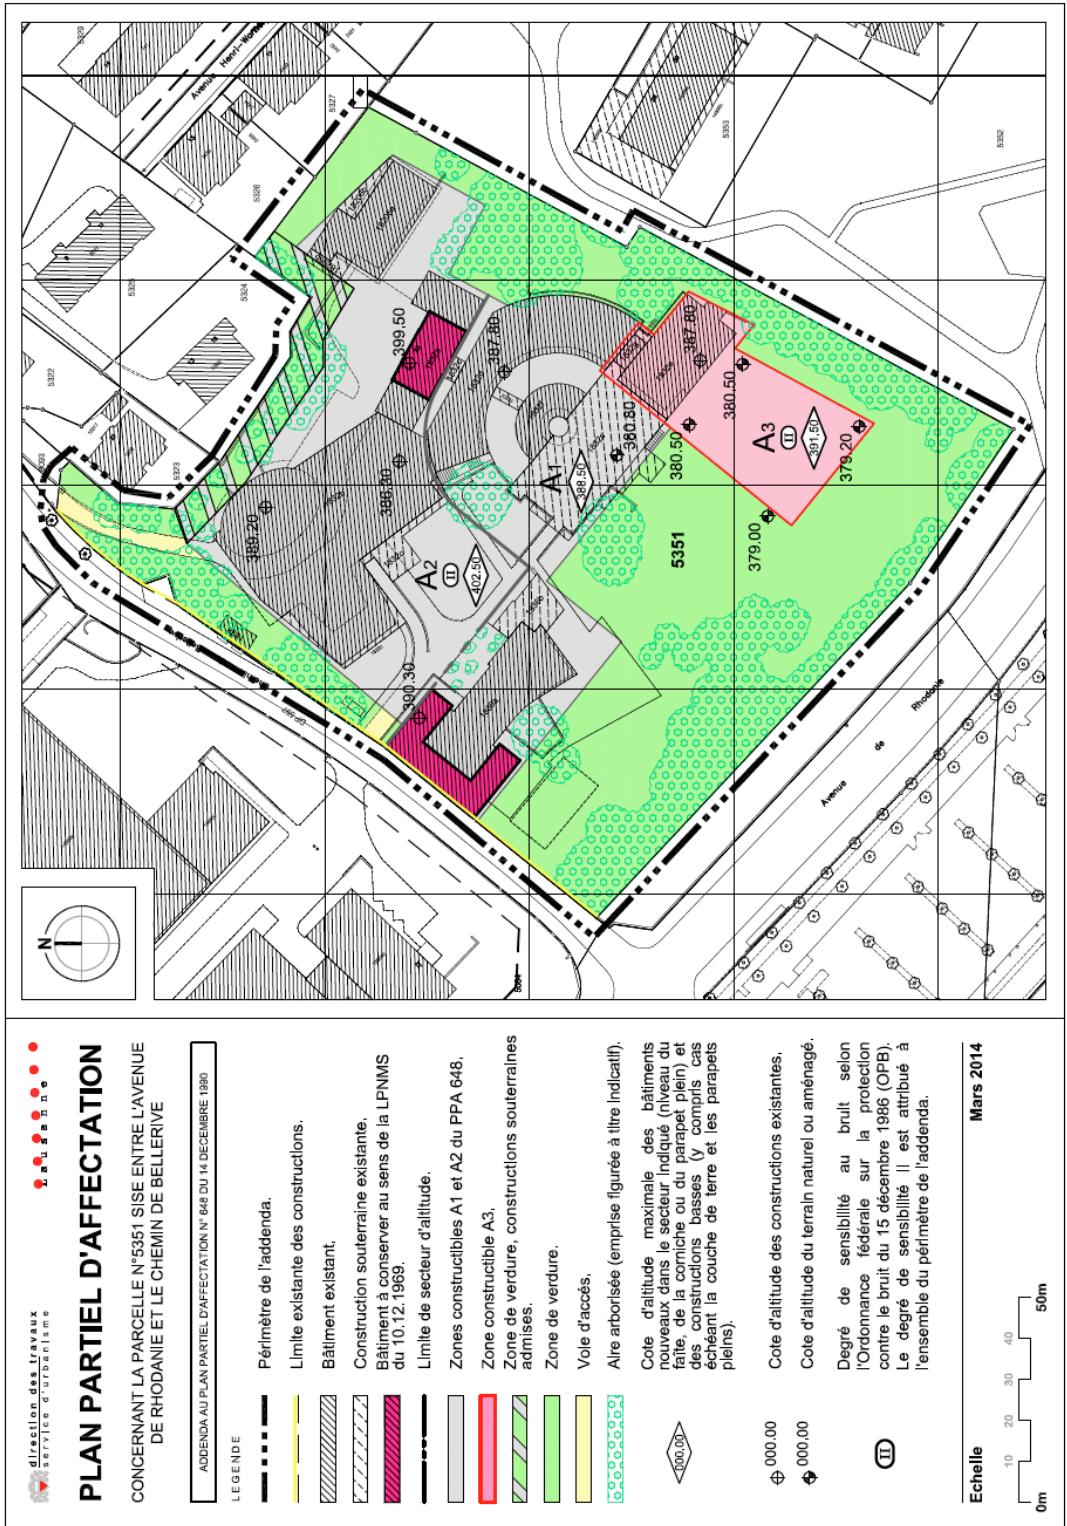 direction des travaux
service d'urbanisme
Lausanne
PLAN PARTIEL D'AFFECTATION
CONCERNANT LA PARCELLE N°5351 SISE ENTRE L'AVENUE
DE RHODANIE ET LE CHEMIN DE BELLERIVE
ADDENDA AU PLAN PARTIEL D'AFFECTATION N° 648 DU 14 DECEMBRE 1990
LEGENDE
Périmètre de l'addenda.
Limite existante des constructions.
Bâtiment existant.
Construction souterraine existante.
Bâtiment à conserver au sens de la LPNMS
du 10.12.1969.
Limite de secteur d'altitude.
Zones constructibles A1 et A2 du PPA 648.
Zone constructible A3.
Zone de verdure, constructions souterraines
admises.
Zone de verdure.
Voie d'accès.
Aire arborisée (emprise figurée à titre indicatif).
000.00
Cote d'altitude maximale des bâtiments
nouveaux dans le secteur indiqué (niveau du
faîte, de la corniche ou du parapet plein) et
des constructions basses (y compris cas
échéant la couche de terre et les parapets
pleins).
000.00 Cote d'altitude des constructions existantes.
000.00 Cote d'altitude du terrain naturel ou aménagé.
II
Degré de sensibilité au bruit selon
l'Ordonnance fédérale sur la protection
contre le bruit du 15 décembre 1986 (OPB).
Le degré de sensibilité II est attribué à
l'ensemble du périmètre de l'addenda.
Echelle
Mars 2014
0m 10 20 30 40 50m
N
5329
Avenue Henri-
5327
5328
5325
5324
5322
5323
5353
5352
399.50
387.80
389.20
386.30
A2
II
402.50
390.30
A1
388.50
380.80
387.80
380.50
380.50
A3
II
391.50
379.20
379.00
5351
DP 597
Avenue de Rhodanie